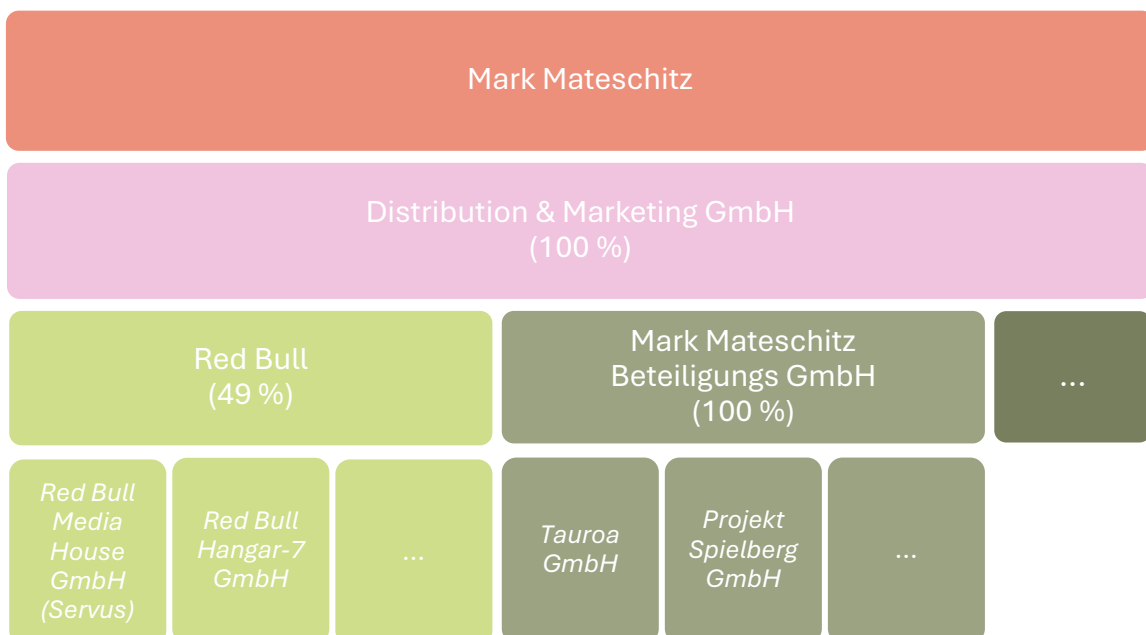 Mark Mateschitz
Distribution & Marketing GmbH
(100 %)
Red Bull
(49 %)
Mark Mateschitz
Beteiligungs GmbH
(100 %)
...
Red Bull
Media
House
GmbH
(Servus)
Red Bull
Hangar-7
GmbH
...
Tauroa
GmbH
Projekt
Spielberg
GmbH
...